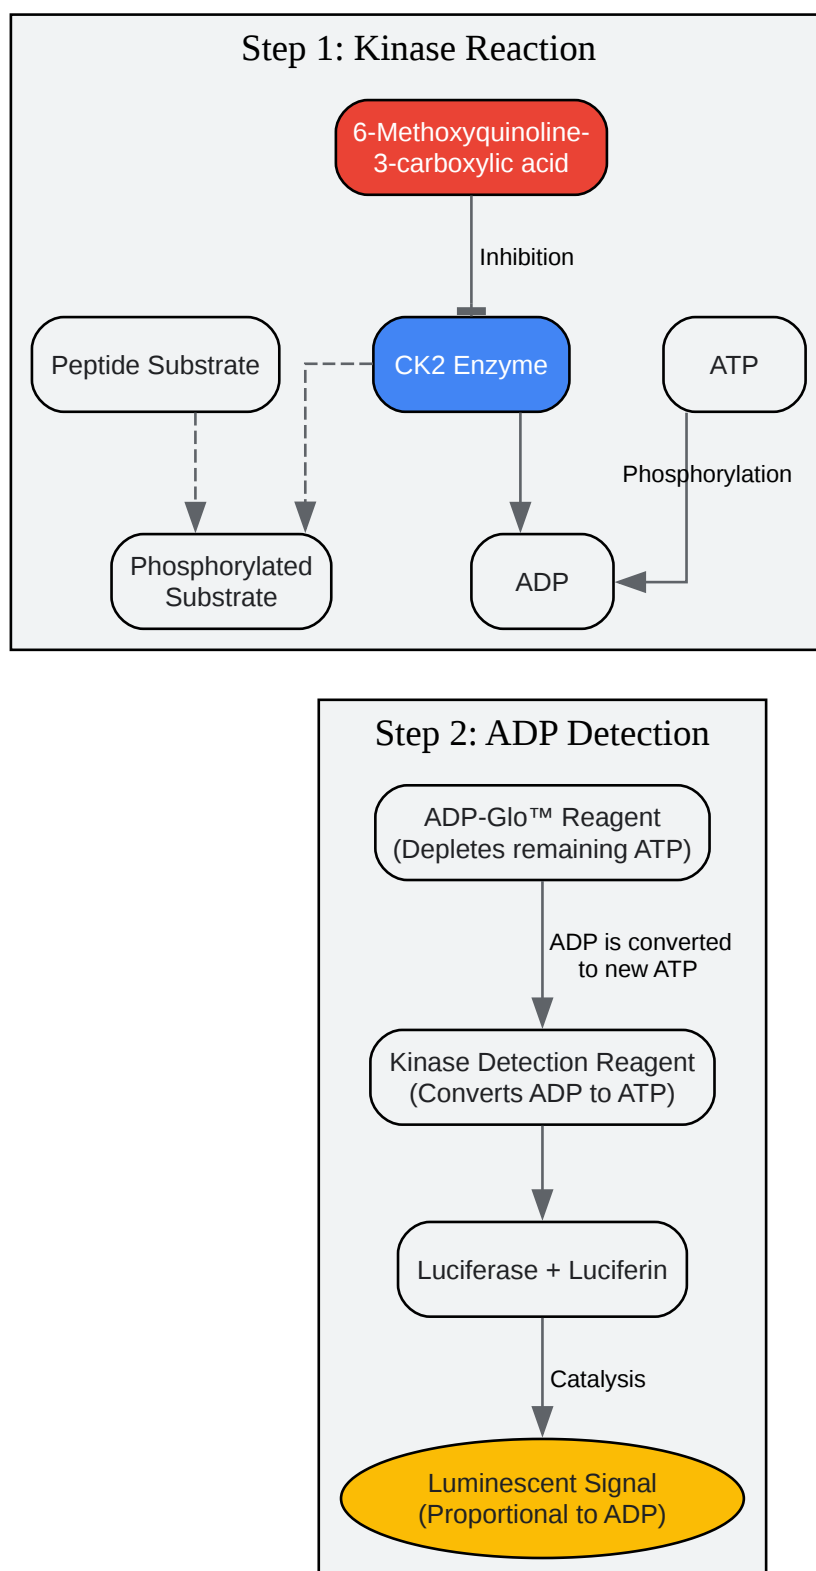 Step 1: Kinase Reaction
6-Methoxyquinoline-
3-carboxylic acid
Inhibition
Peptide Substrate
CK2 Enzyme
ATP
Phosphorylation
Phosphorylated
Substrate
ADP
Step 2: ADP Detection
ADP-Glo™ Reagent
(Depletes remaining ATP)
ADP is converted
to new ATP
Kinase Detection Reagent
(Converts ADP to ATP)
Luciferase + Luciferin
Catalysis
Luminescent Signal
(Proportional to ADP)